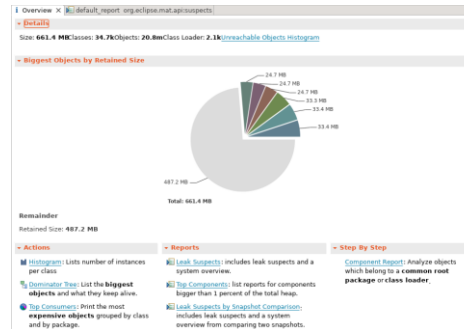 i Overview ✕ default_report org.eclipse.mat.api:suspects
Details
Size: 661.4 MB Classes: 34.7k Objects: 20.8m Class Loader: 2.1k Unreachable Objects Histogram
Biggest Objects by Retained Size
24.7 MB
24.7 MB
24.7 MB
33.3 MB
33.4 MB
33.4 MB
487.2 MB
Total: 661.4 MB
Remainder
Retained Size: 487.2 MB
Actions
Histogram: Lists number of instances
per class
Dominator Tree: List the biggest
objects and what they keep alive.
Top Consumers: Print the most
expensive objects grouped by class
and by package.
Reports
Leak Suspects: includes leak suspects and a
system overview.
Top Components: list reports for components
bigger than 1 percent of the total heap.
Leak Suspects by Snapshot Comparison:
includes leak suspects and a system
overview from comparing two snapshots.
Step By Step
Component Report: Analyze objects
which belong to a common root
package or class loader.